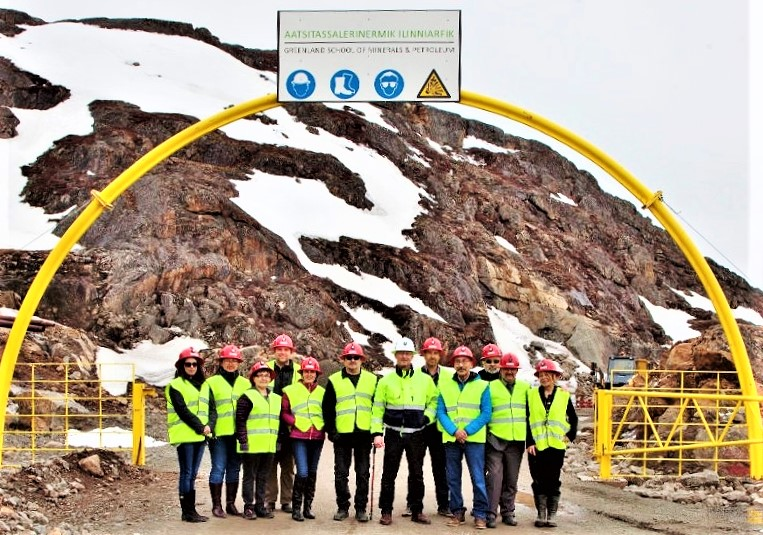 AATSITASSALERINERMIK ILINNIARFIK
GREENLAND SCHOOL OF MINERALS & PETROLEUM